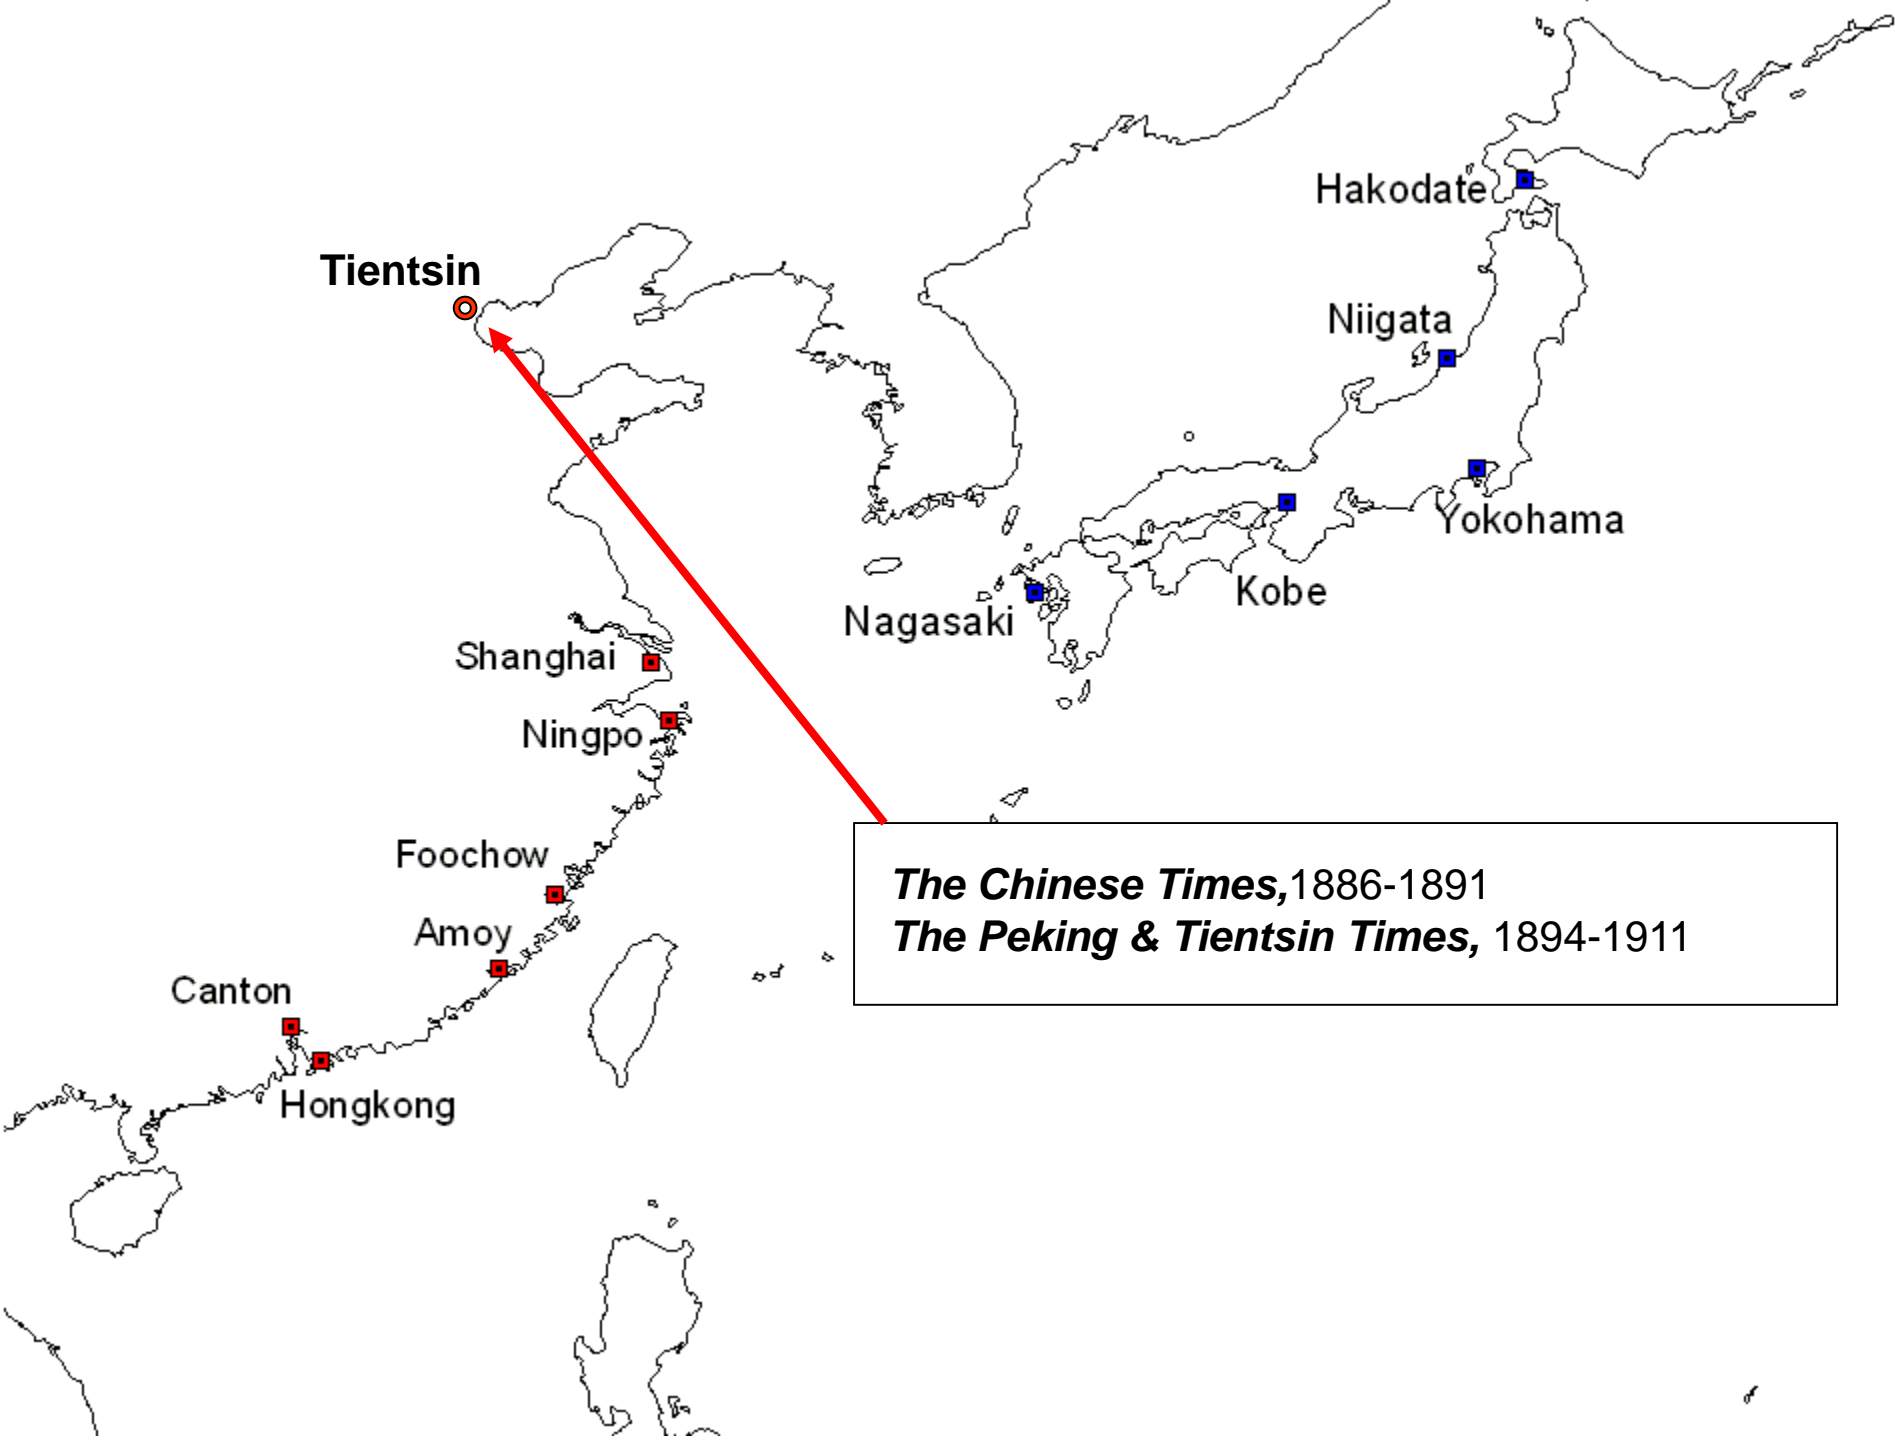 Hakodate
Tientsin
Niigata
Yokohama
Kobe
Nagasaki
Shanghai
Ningpo
Foochow
The Chinese Times,1886-1891
The Peking & Tientsin Times, 1894-1911
Amoy
Canton
Hongkong